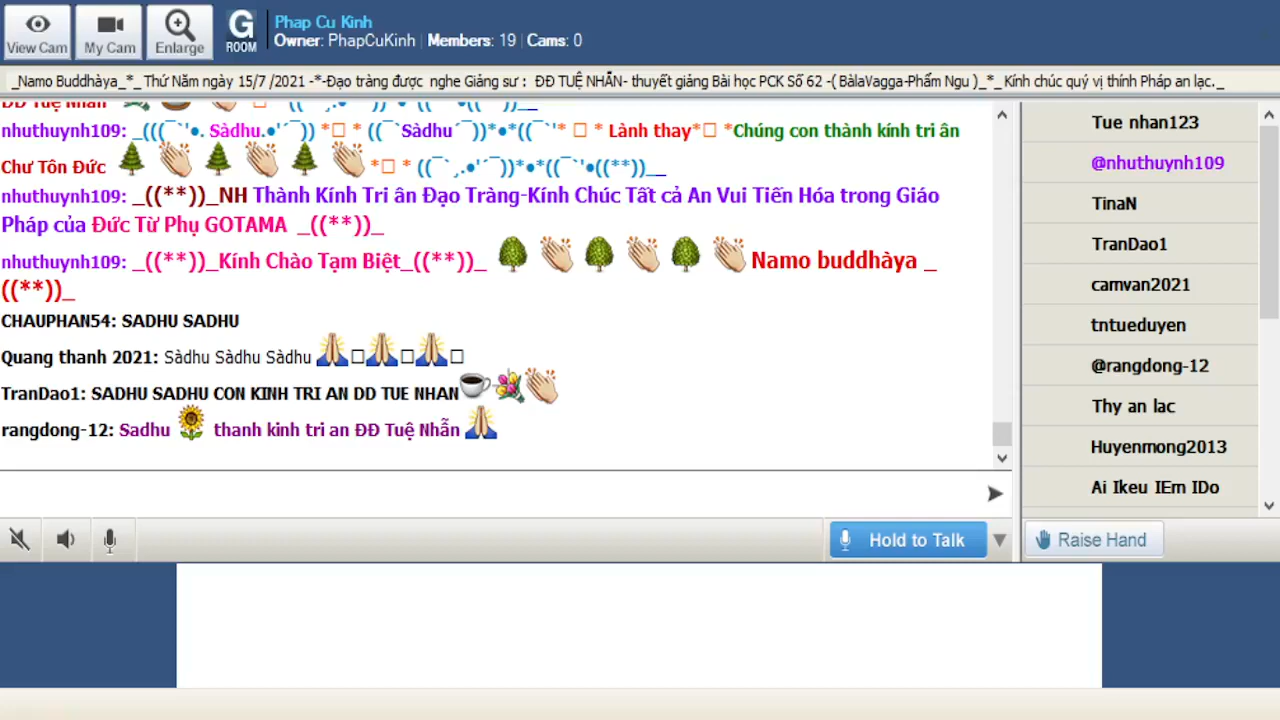 View Cam
My Cam
Enlarge
G
ROOM
Phap Cu Kinh
Owner: PhapCuKinh | Members: 19 | Cams: 0
_Namo Buddhàya_*_ Thứ Năm ngày 15/7 /2021 -*-Đạo tràng được nghe Giảng sư : ĐĐ TUỆ NHẪN- thuyết giảng Bài học PCK Số 62 -( BàlaVagga-Phẩm Ngu )_*_ Kính chúc quý vị thính Pháp an lạc._
ĐĐ Tuệ Nhẫn
nhuthuynh109: _(((¯`'•. Sàdhu.•'´¯)) *▯ * ((¯`Sàdhu´¯))*•*((¯`'* ▯ * Lành thay*▯ *Chúng con thành kính tri ân
Chư Tôn Đức *▯ * ((¯`¸.•'´¯))*•*((¯`'•((**))__
nhuthuynh109: _((**))_NH Thành Kính Tri ân Đạo Tràng-Kính Chúc Tất cả An Vui Tiến Hóa trong Giáo
Pháp của Đức Từ Phụ GOTAMA _((**))_
nhuthuynh109: _((**))_Kính Chào Tạm Biệt_((**))_ Namo buddhàya _
((**))_
CHAUPHAN54: SADHU SADHU
Quang thanh 2021: Sàdhu Sàdhu Sàdhu
TranDao1: SADHU SADHU CON KINH TRI AN DD TUE NHAN
rangdong-12: Sadhu thanh kinh tri an ĐĐ Tuệ Nhẫn
Hold to Talk
Tue nhan123
@nhuthuynh109
TinaN
TranDao1
camvan2021
tntueduyen
@rangdong-12
Thy an lac
Huyenmong2013
Ai Ikeu IEm IDo
Raise Hand